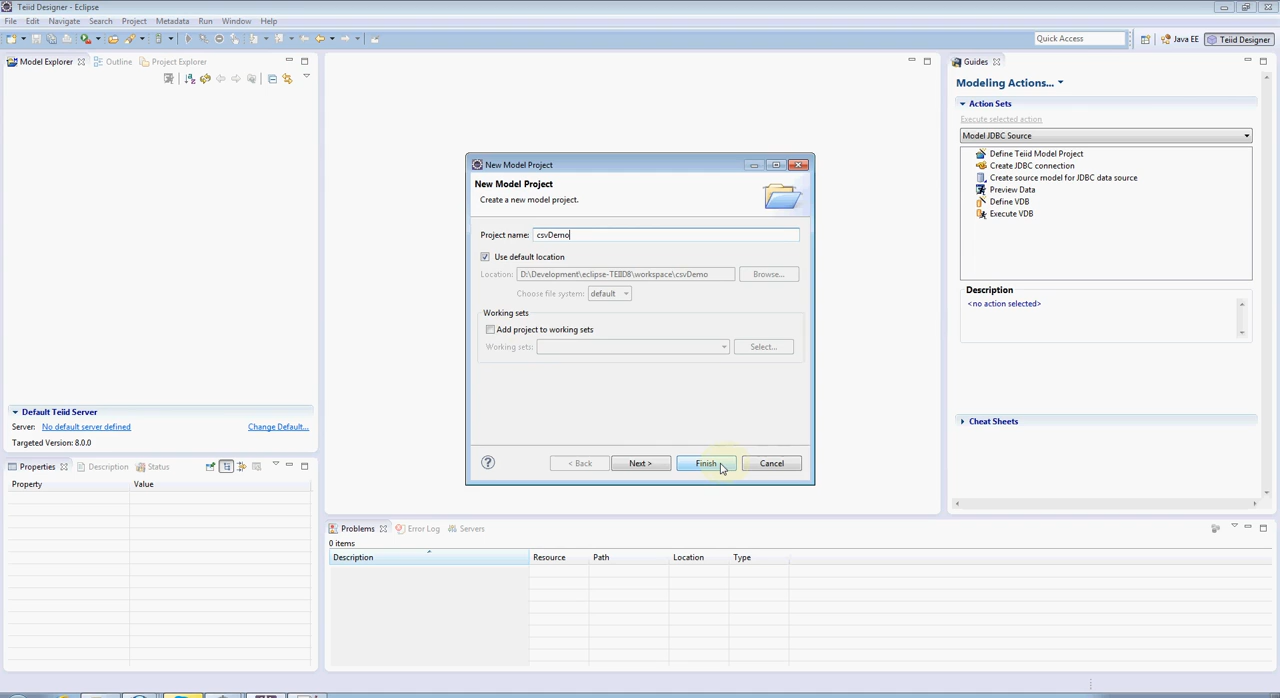 Teiid Designer - Eclipse
File Edit Navigate Search Project Metadata Run Window Help
Quick Access
Java EE
Teiid Designer
Model Explorer
Outline
Project Explorer
Guides
Modeling Actions...
Action Sets
Execute selected action
Model JDBC Source
Define Teiid Model Project
Create JDBC connection
Create source model for JDBC data source
Preview Data
Define VDB
Execute VDB
Description
<no action selected>
Cheat Sheets
New Model Project
New Model Project
Create a new model project.
Project name: csvDemo
Use default location
Location: D:\Development\eclipse-TEIID8\workspace\csvDemo Browse...
Choose file system: default
Working sets
Add project to working sets
Working sets: Select...
? < Back Next > Finish Cancel
Default Teiid Server
Server: No default server defined Change Default...
Targeted Version: 8.0.0
Properties
Description
Status
Property Value
Problems
Error Log
Servers
0 items
Description Resource Path Location Type